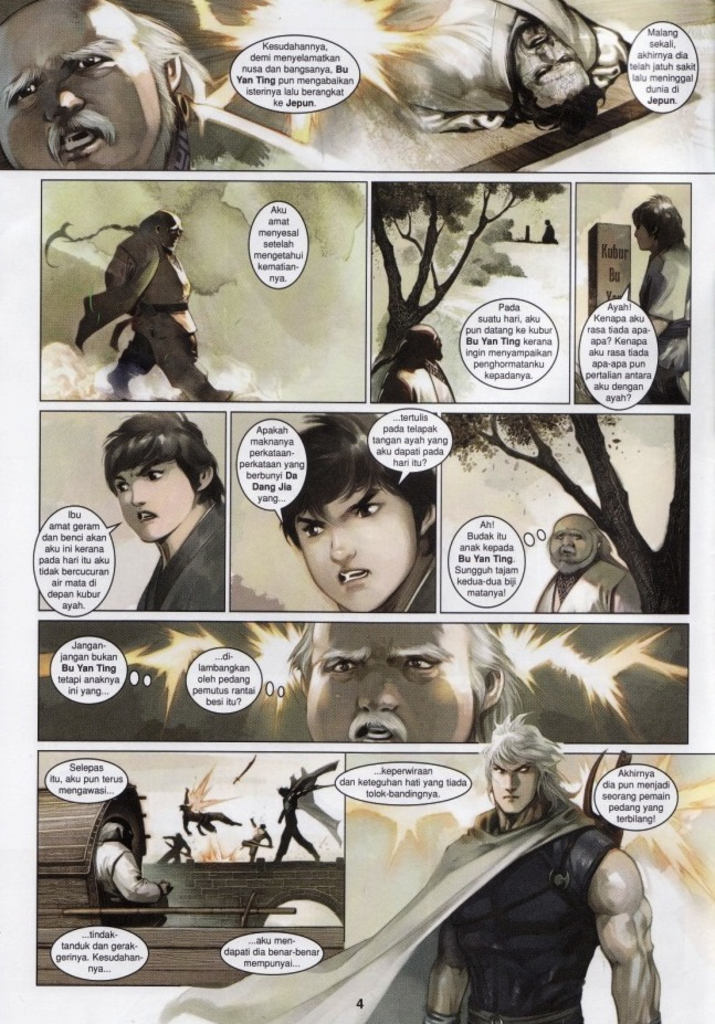 Kesudahannya,
demi menyelamatkan
nusa dan bangsanya, Bu
Yan Ting pun mengabaikan
isterinya lalu berangkat
ke Jepun.
Malang
sekali,
akhirnya dia
telah jatuh sakit
lalu meninggal
dunia di
Jepun.
Aku
amat
menyesal
setelah
mengetahui
kematian-
nya.
Pada
suatu hari, aku
pun datang ke kubur
Bu Yan Ting kerana
ingin menyampaikan
penghormatanku
kepadanya.
Kubur
Bu
Yan
Ayah!
Kenapa aku
rasa tiada apa-
apa? Kenapa
aku rasa tiada
apa-apa pun
pertalian antara
aku dengan
ayah?
Ibu
amat geram
dan benci akan
aku ini kerana
pada hari itu aku
tidak bercucuran
air mata di
depan kubur
ayah.
Apakah
maknanya
perkataan-
perkataan yang
berbunyi Da
Dang Jia
yang...
...tertulis
pada telapak
tangan ayah yang
aku dapati pada
hari itu?
Ah!
Budak itu
anak kepada
Bu Yan Ting.
Sungguh tajam
kedua-dua biji
matanya!
Jangan-
jangan bukan
Bu Yan Ting
tetapi anaknya
ini yang...
...di-
lambangkan
oleh pedang
pemutus rantai
besi itu?
Selepas
itu, aku pun terus
mengawasi...
...tindak-
tanduk dan gerak-
gerinya. Kesudahan-
nya...
...aku men-
dapati dia benar-benar
mempunyai...
...keperwiraan
dan keteguhan hati yang tiada
tolok-bandingnya.
Akhirnya
dia pun menjadi
seorang pemain
pedang yang
terbilang!
4